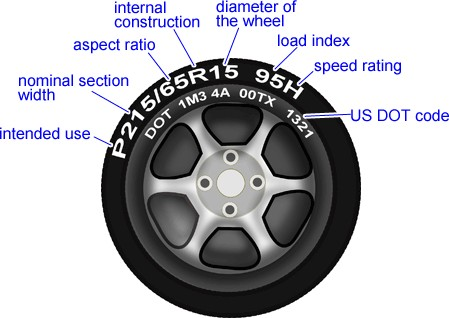 internal
construction
diameter of
the wheel
aspect ratio
load index
nominal section
width
speed rating
intended use
US DOT code
P215/65R15 95H
DOT 1M3 4A 00TX 1321